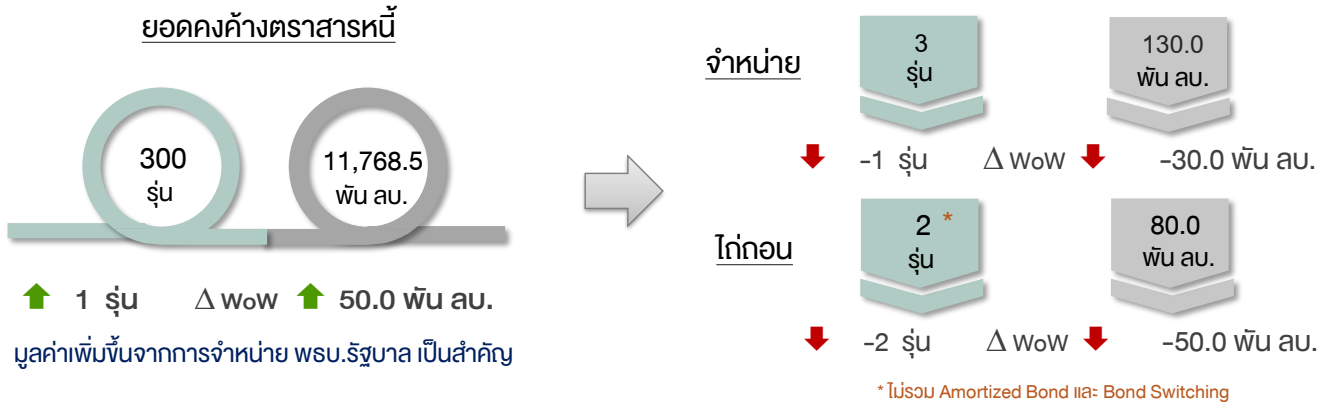 ยอดคงค้างตราสารหนี้
300
รุ่น
11,768.5
พัน ลบ.
1 รุ่น Δ WoW 50.0 พัน ลบ.
มูลค่าเพิ่มขึ้นจากการจำหน่าย พธบ.รัฐบาล เป็นสำคัญ
จำหน่าย
3
รุ่น
130.0
พัน ลบ.
-1 รุ่น Δ WoW -30.0 พัน ลบ.
ไถ่ถอน
2 *
รุ่น
80.0
พัน ลบ.
-2 รุ่น Δ WoW -50.0 พัน ลบ.
* ไม่รวม Amortized Bond และ Bond Switching